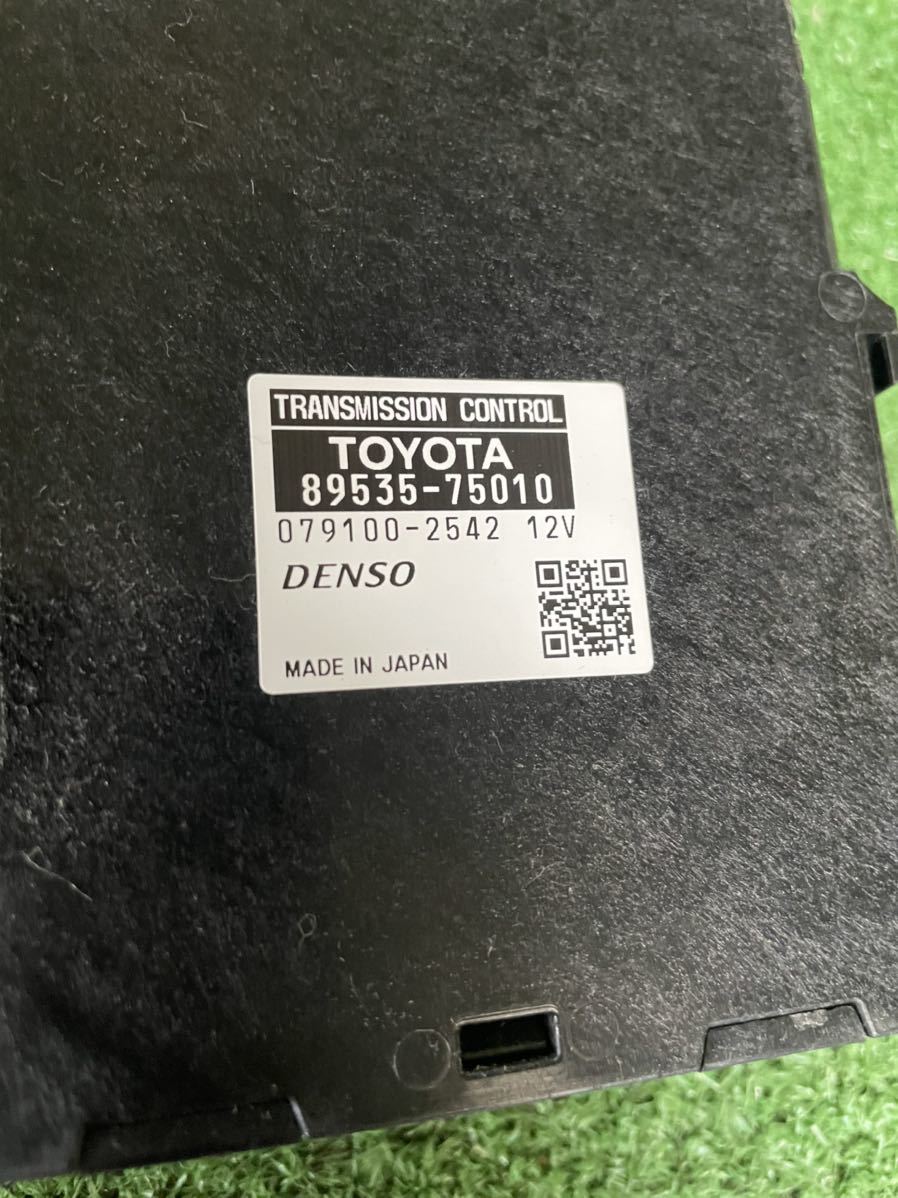 TRANSMISSION CONTROL
TOYOTA
89535-75010
079100-2542 12V
DENSO
MADE IN JAPAN